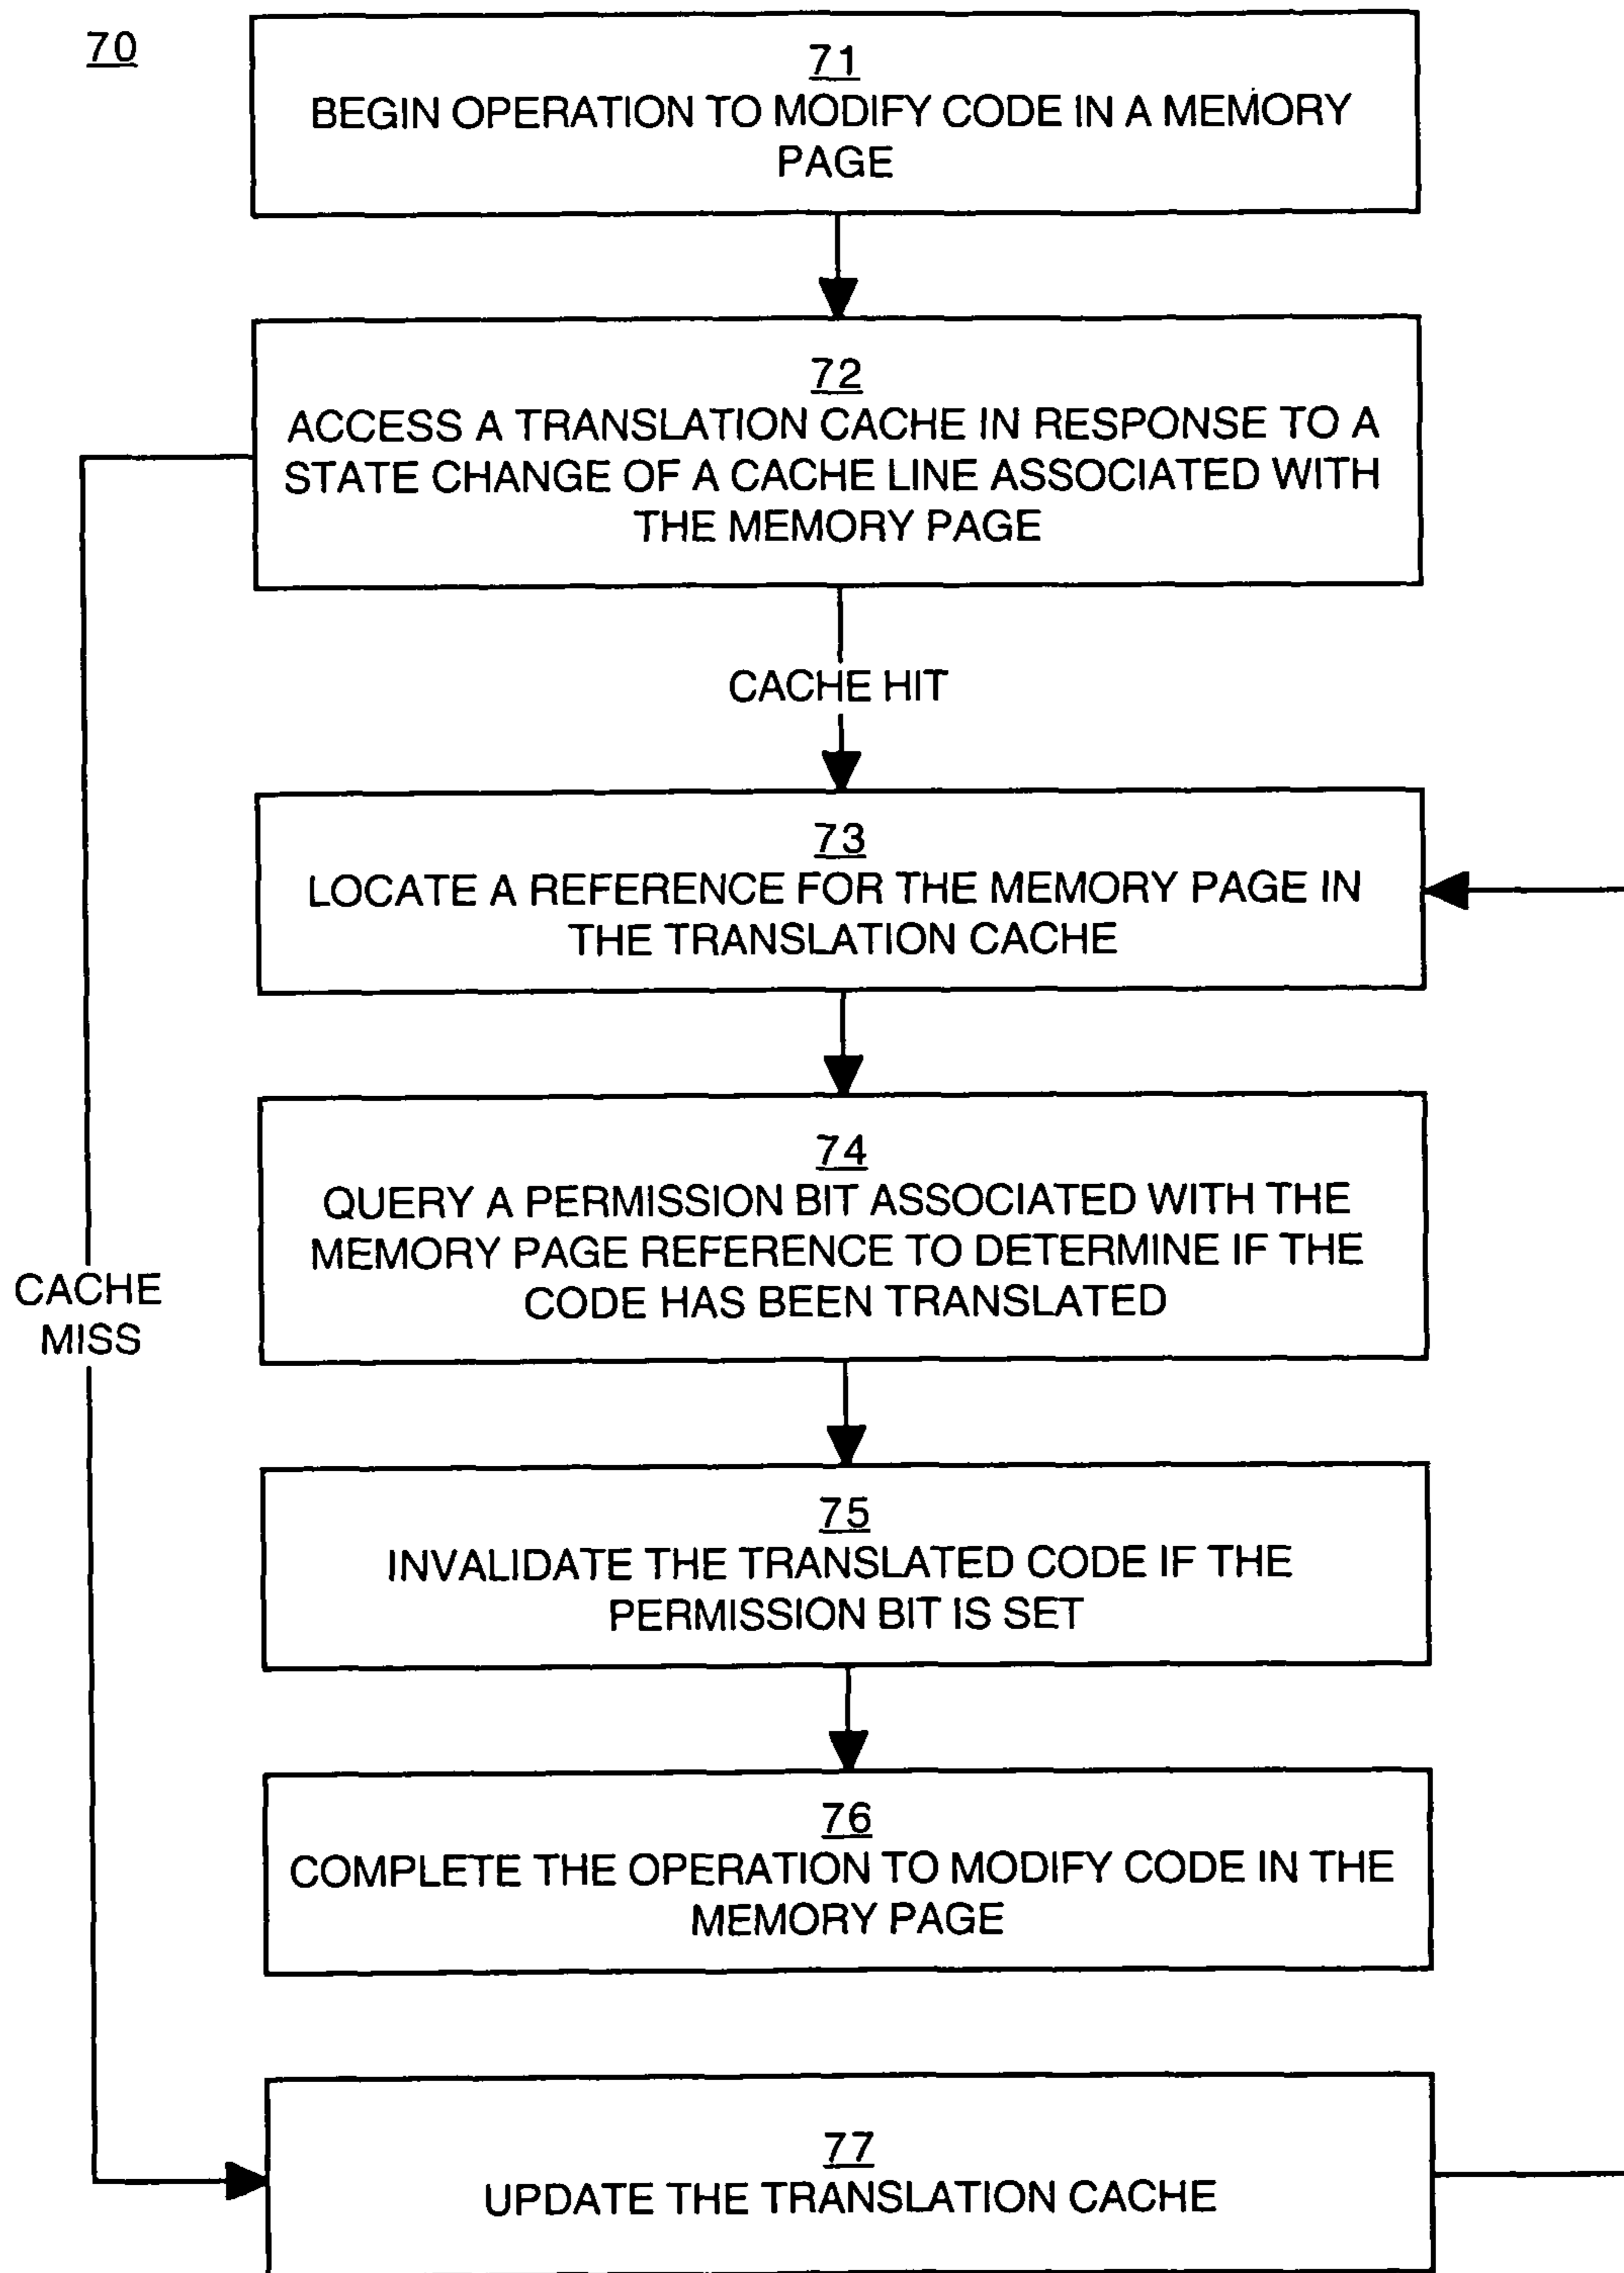 70
71
BEGIN OPERATION TO MODIFY CODE IN A MEMORY
PAGE
72
ACCESS A TRANSLATION CACHE IN RESPONSE TO A
STATE CHANGE OF A CACHE LINE ASSOCIATED WITH
THE MEMORY PAGE
CACHE HIT
73
LOCATE A REFERENCE FOR THE MEMORY PAGE IN
THE TRANSLATION CACHE
74
QUERY A PERMISSION BIT ASSOCIATED WITH THE
MEMORY PAGE REFERENCE TO DETERMINE IF THE
CODE HAS BEEN TRANSLATED
CACHE
MISS
75
INVALIDATE THE TRANSLATED CODE IF THE
PERMISSION BIT IS SET
76
COMPLETE THE OPERATION TO MODIFY CODE IN THE
MEMORY PAGE
77
UPDATE THE TRANSLATION CACHE